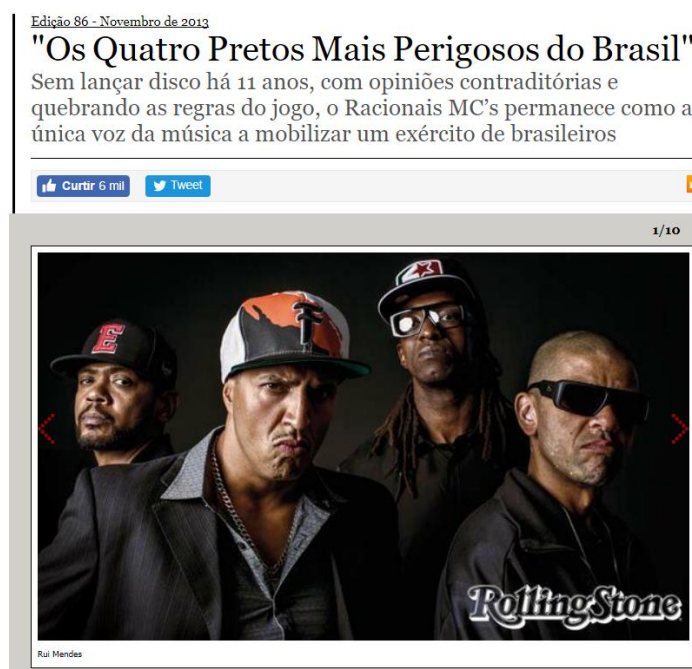 Edição 86 - Novembro de 2013
"Os Quatro Pretos Mais Perigosos do Brasil"
Sem lançar disco há 11 anos, com opiniões contraditórias e
quebrando as regras do jogo, o Racionais MC's permanece como a
única voz da música a mobilizar um exército de brasileiros
Curtir 6 mil Tweet
1/10
F
RollingStone
Rui Mendes